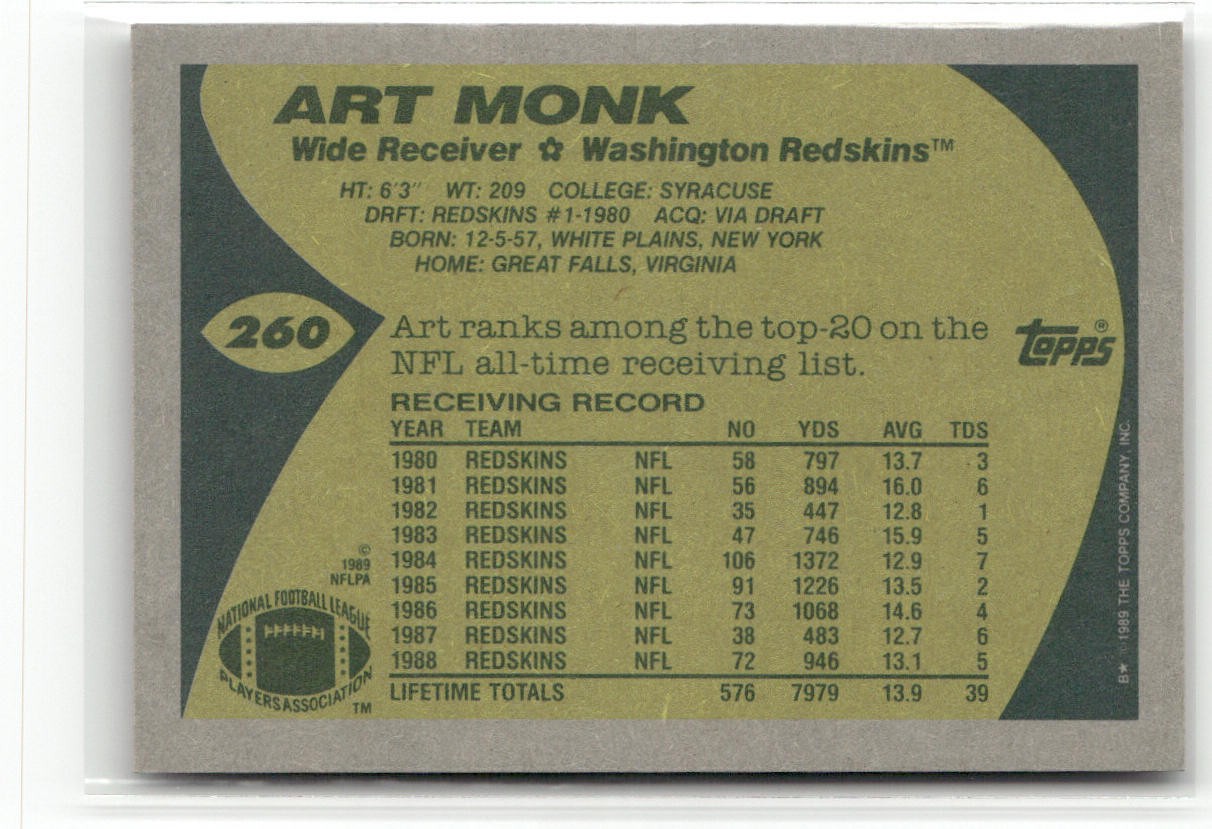 ART MONK
Wide Receiver ✿ Washington Redskins™
HT: 6'3" WT: 209 COLLEGE: SYRACUSE
DRFT: REDSKINS #1-1980 ACQ: VIA DRAFT
BORN: 12-5-57, WHITE PLAINS, NEW YORK
HOME: GREAT FALLS, VIRGINIA
260
Art ranks among the top-20 on the
NFL all-time receiving list.
TOPPS®
RECEIVING RECORD
YEAR TEAM NO YDS AVG TDS
1980 REDSKINS NFL 58 797 13.7 3
1981 REDSKINS NFL 56 894 16.0 6
1982 REDSKINS NFL 35 447 12.8 1
1983 REDSKINS NFL 47 746 15.9 5
1984 REDSKINS NFL 106 1372 12.9 7
1985 REDSKINS NFL 91 1226 13.5 2
1986 REDSKINS NFL 73 1068 14.6 4
1987 REDSKINS NFL 38 483 12.7 6
1988 REDSKINS NFL 72 946 13.1 5
LIFETIME TOTALS 576 7979 13.9 39
©
1989
NFLPA
NATIONAL FOOTBALL LEAGUE
PLAYERS ASSOCIATION
TM
B★ © 1989 THE TOPPS COMPANY, INC.